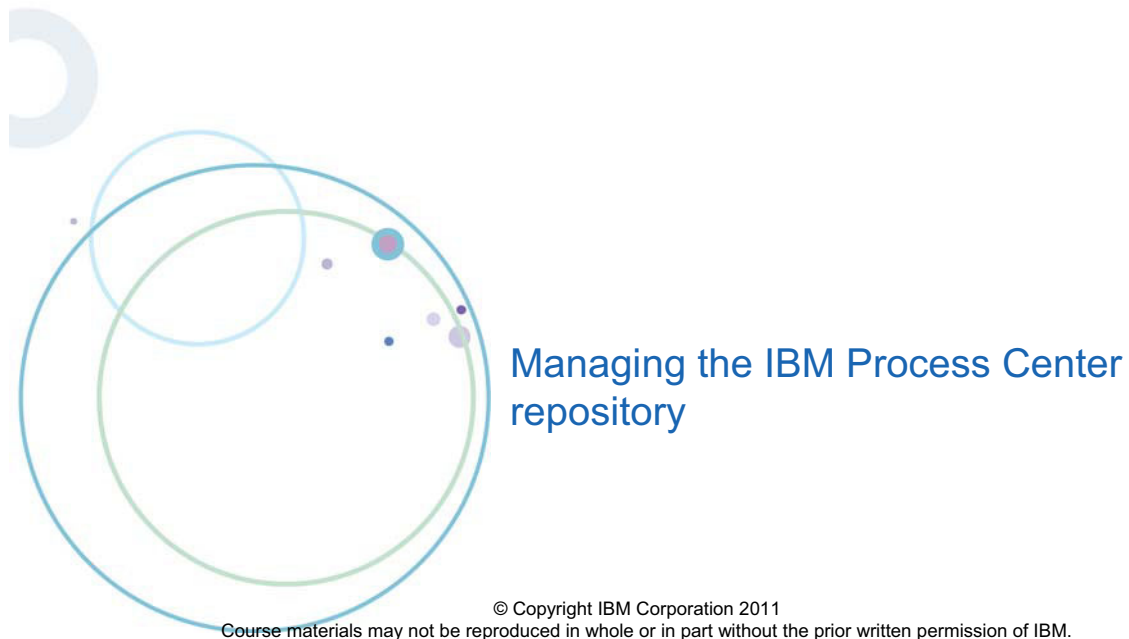 Managing the IBM Process Center
repository
© Copyright IBM Corporation 2011
Course materials may not be reproduced in whole or in part without the prior written permission of IBM.